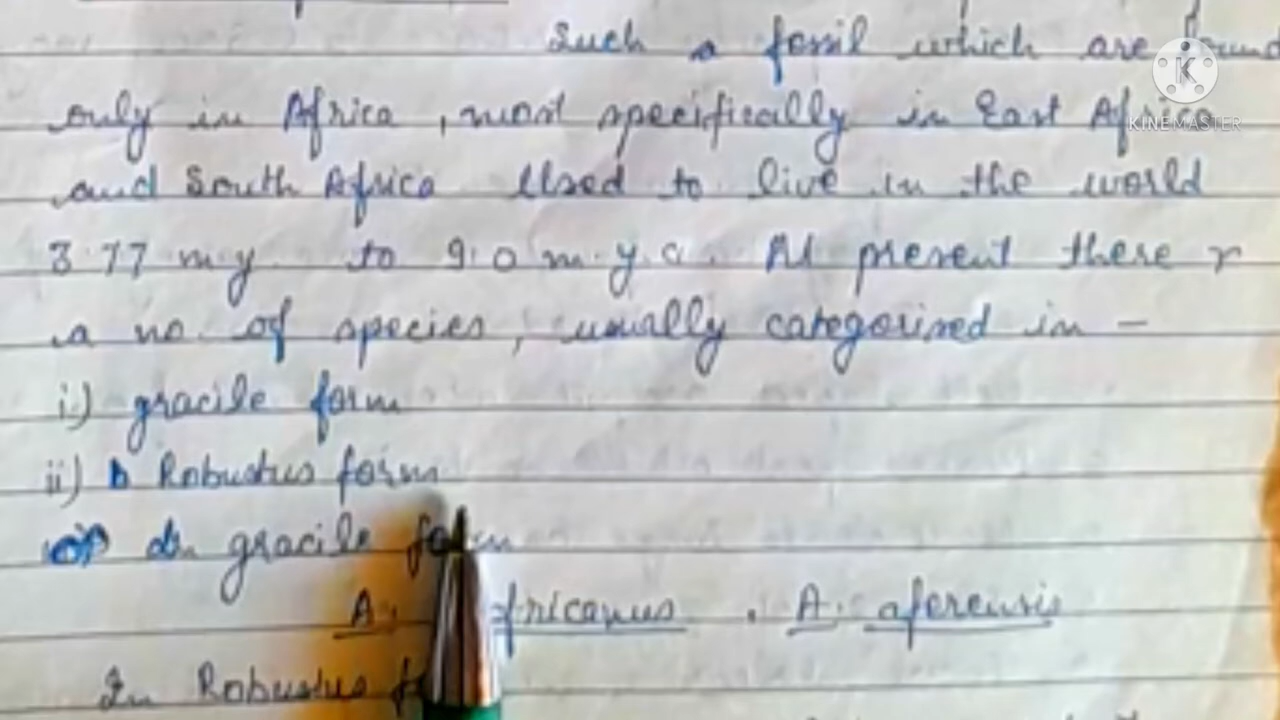 Such a fossil which are found
only in Africa, most specifically in East Africa
and South Africa Used to live in the world
3.77 m.y. to 9.0 m.y.a. At present there r
a no. of species, usually categorised in -
i) gracile form
ii) Robustus form
In gracile form
A. africanus, A. aferensis
In Robustus
K
KINEMASTER